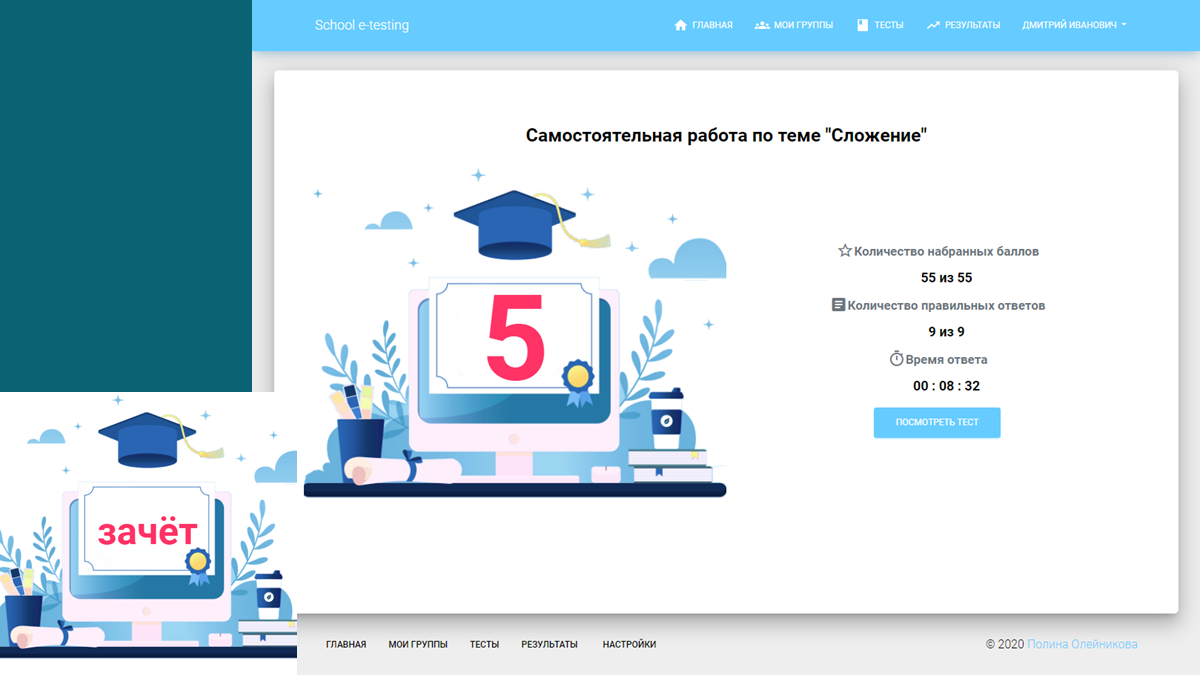 School e-testing
ГЛАВНАЯ
МОИ ГРУППЫ
ТЕСТЫ
РЕЗУЛЬТАТЫ
ДМИТРИЙ ИВАНОВИЧ
Самостоятельная работа по теме "Сложение"
5
Количество набранных баллов
55 из 55
Количество правильных ответов
9 из 9
Время ответа
00 : 08 : 32
ПОСМОТРЕТЬ ТЕСТ
зачёт
ГЛАВНАЯ
МОИ ГРУППЫ
ТЕСТЫ
РЕЗУЛЬТАТЫ
НАСТРОЙКИ
© 2020 Полина Олейникова